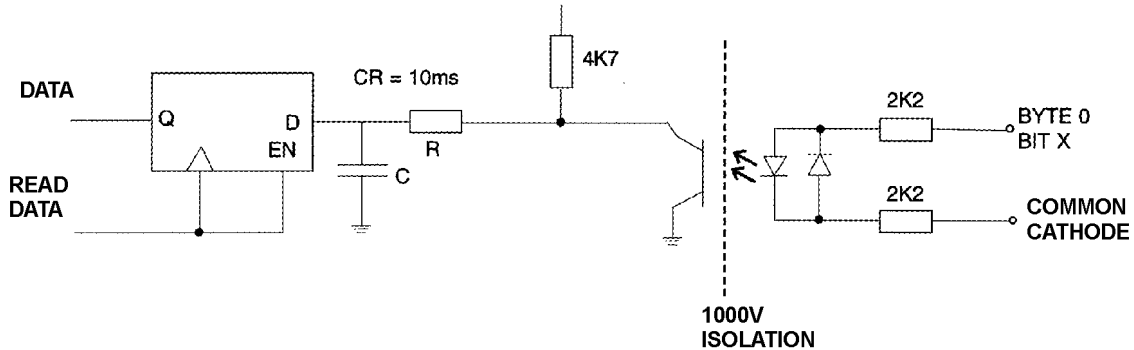 4K7
CR = 10ms
DATA
Q
D
EN
R
C
READ
DATA
2K2
BYTE 0
BIT X
2K2
COMMON
CATHODE
1000V
ISOLATION